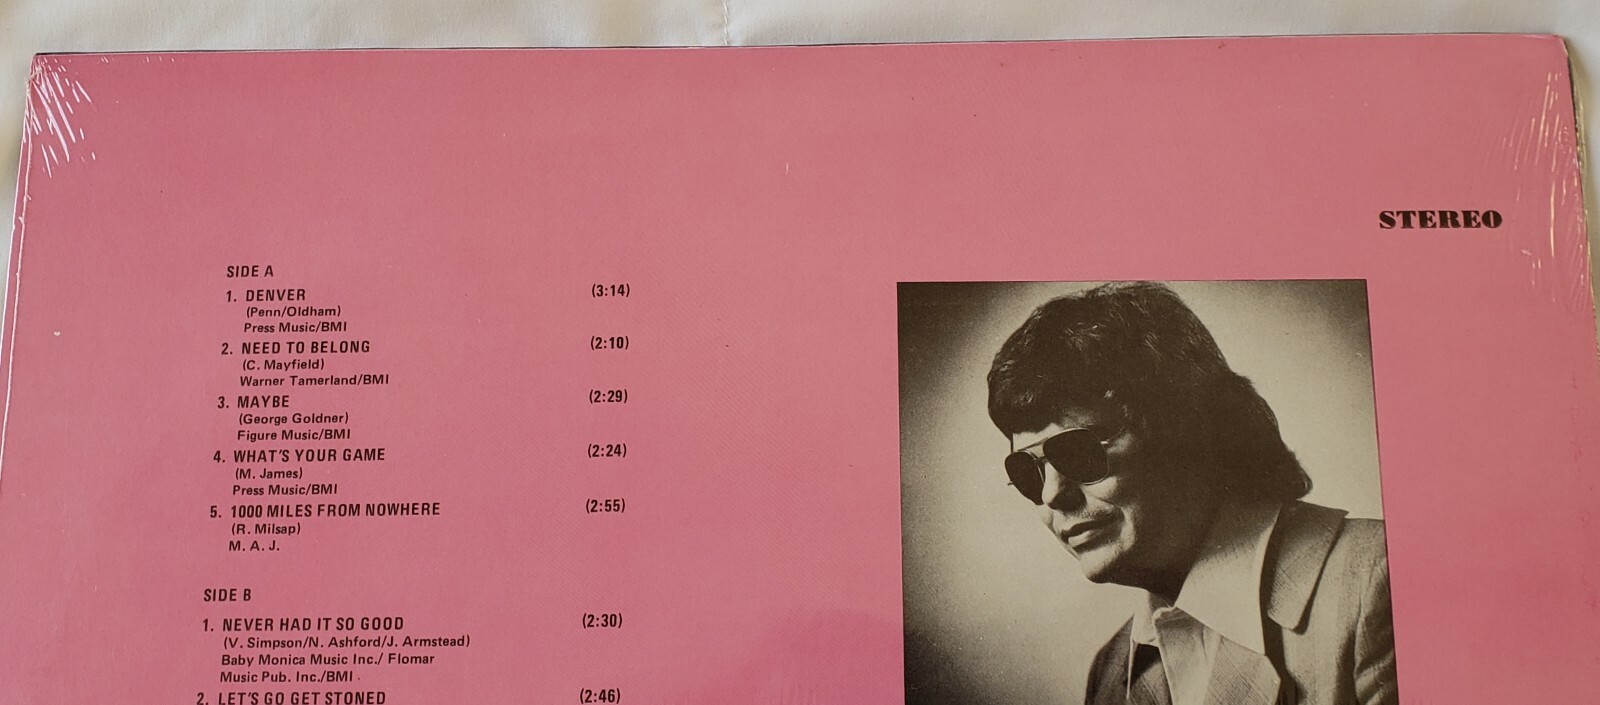 STEREO
SIDE A
1. DENVER (3:14)
(Penn/Oldham)
Press Music/BMI
2. NEED TO BELONG (2:10)
(C. Mayfield)
Warner Tamerland/BMI
3. MAYBE (2:29)
(George Goldner)
Figure Music/BMI
4. WHAT'S YOUR GAME (2:24)
(M. James)
Press Music/BMI
5. 1000 MILES FROM NOWHERE (2:55)
(R. Milsap)
M. A. J.
SIDE B
1. NEVER HAD IT SO GOOD (2:30)
(V. Simpson/N. Ashford/J. Armstead)
Baby Monica Music Inc./ Flomar
Music Pub. Inc./BMI
2. LET'S GO GET STONED (2:46)